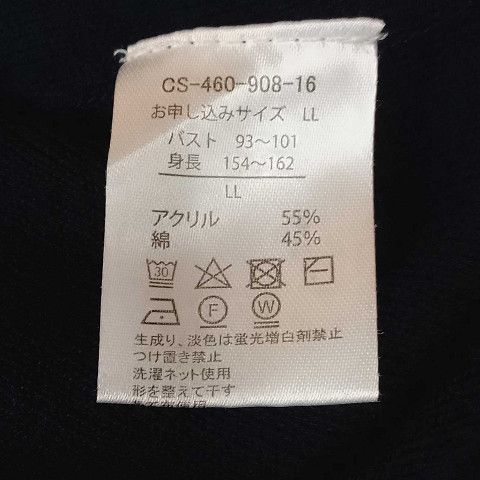 CS-460-908-16
お申し込みサイズ LL
バスト 93～101
身長 154～162
LL
アクリル 55%
綿 45%
30
F W
生成り、淡色は蛍光増白剤禁止
つけ置き禁止
洗濯ネット使用
形を整えて干す